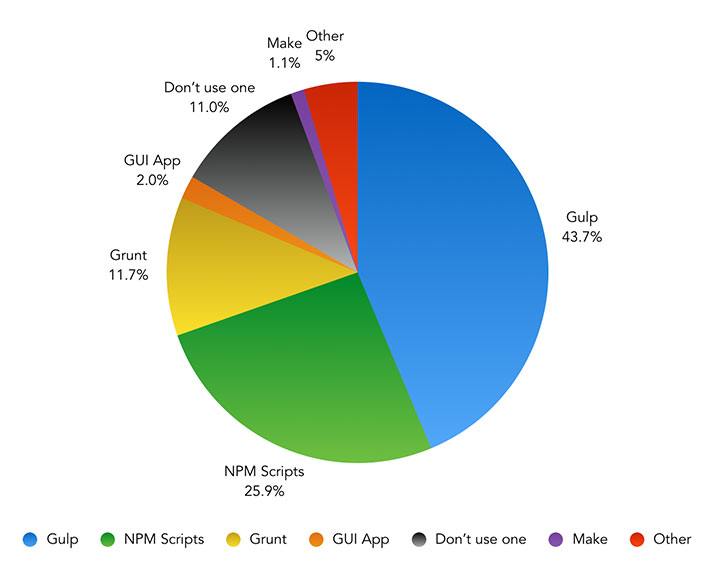 Make
1.1%
Other
5%
Don’t use one
11.0%
GUI App
2.0%
Gulp
43.7%
Grunt
11.7%
NPM Scripts
25.9%
Gulp NPM Scripts Grunt GUI App Don’t use one Make Other